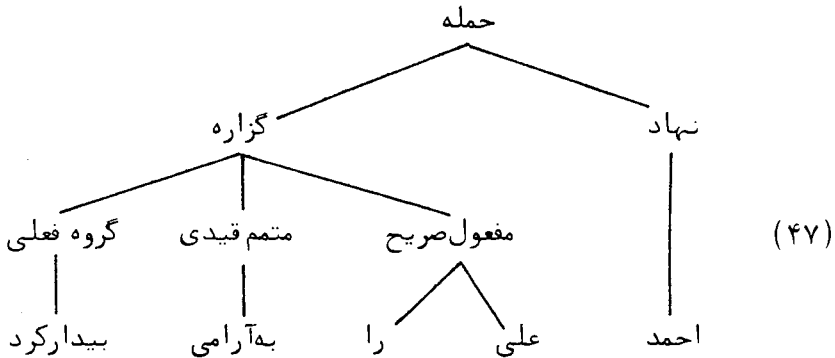 حمله
نهاد گزاره
(۴۷) مفعول‌صریح متمم قیدی گروه فعلی
احمد علی را به‌آرامی بیدارکرد